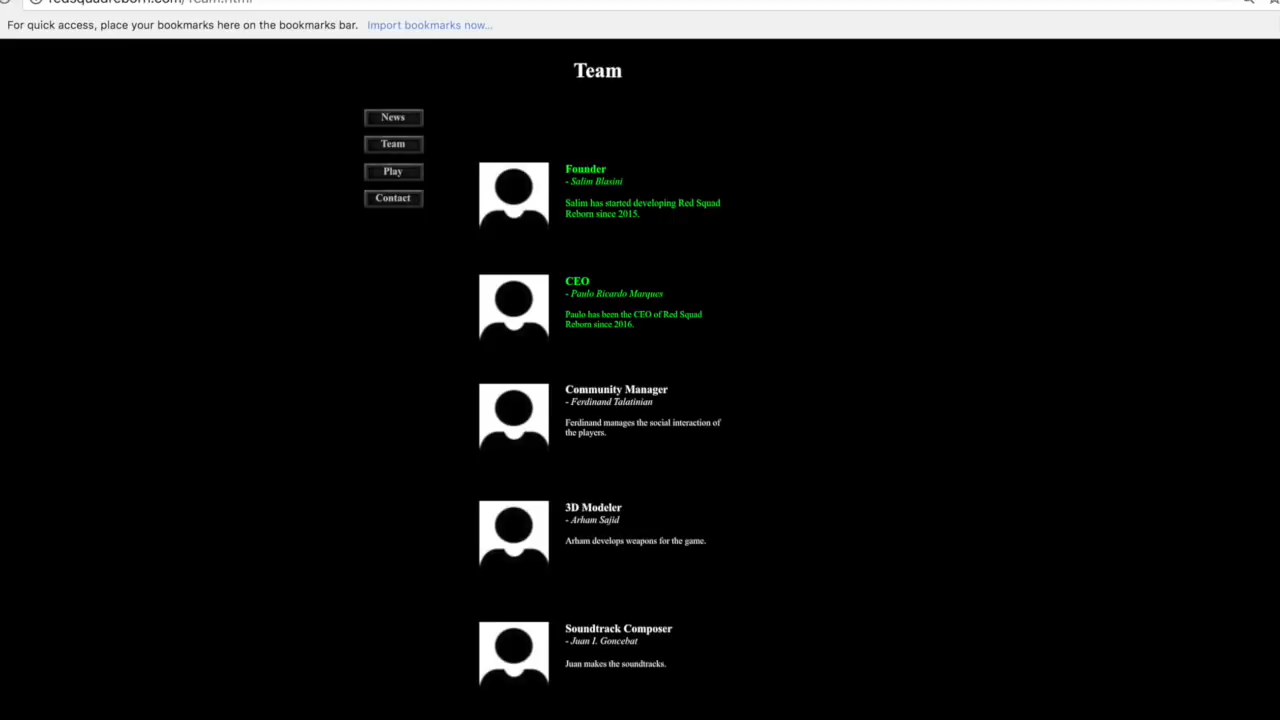 redsquadreborn.com/Team.html
For quick access, place your bookmarks here on the bookmarks bar. Import bookmarks now...
Team
News
Team
Play
Contact
Founder
- Salim Blasini
Salim has started developing Red Squad
Reborn since 2015.
CEO
- Paulo Ricardo Marques
Paulo has been the CEO of Red Squad
Reborn since 2016.
Community Manager
- Ferdinand Talatinian
Ferdinand manages the social interaction of
the players.
3D Modeler
- Arham Sajid
Arham develops weapons for the game.
Soundtrack Composer
- Juan I. Goncebat
Juan makes the soundtracks.